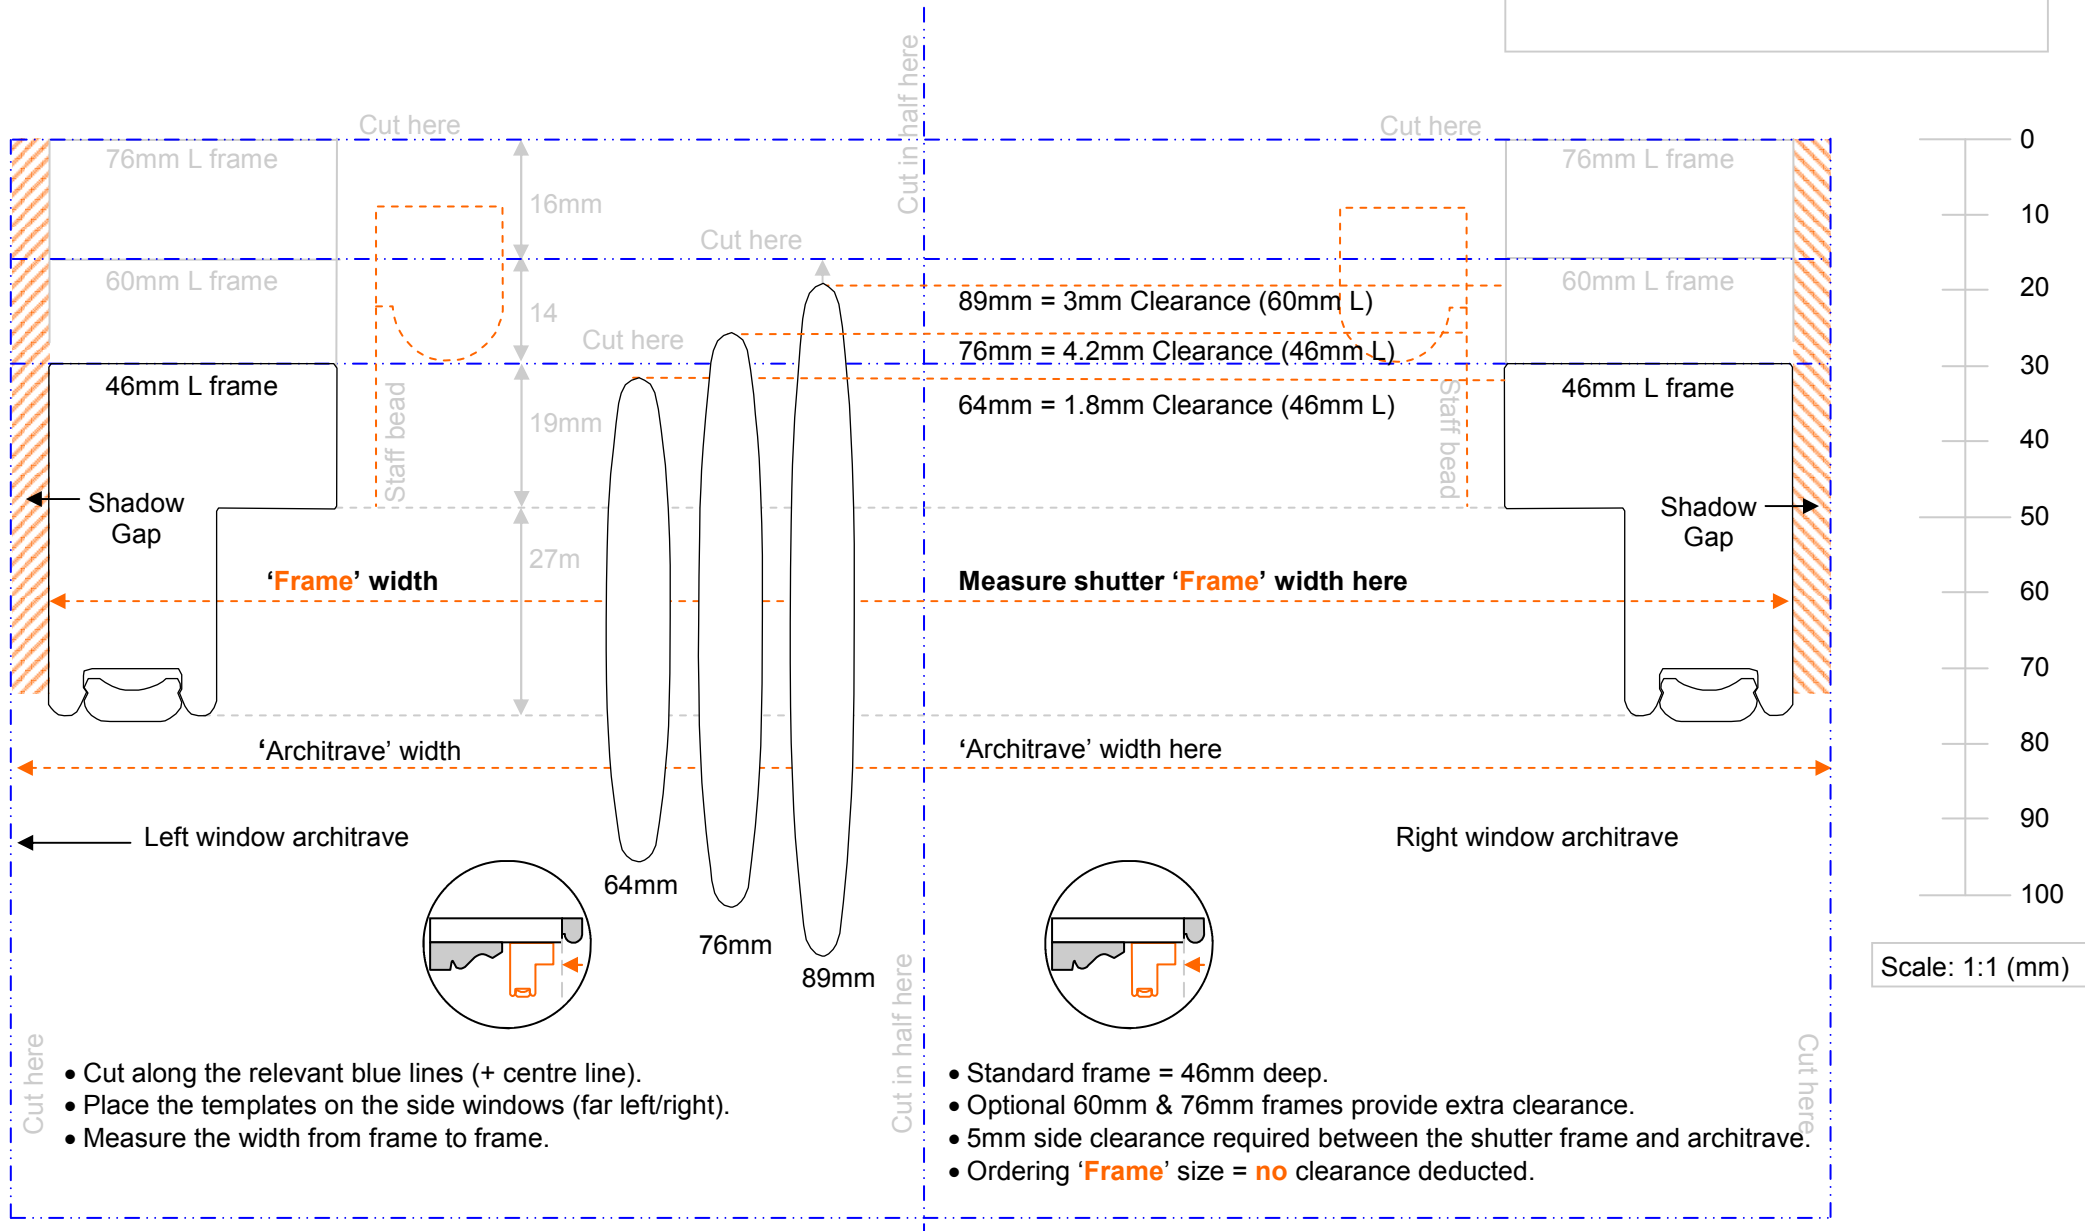 Cut in half here
Cut here
Cut here
76mm L frame
76mm L frame
0
16mm
10
Cut here
60mm L frame
60mm L frame
20
89mm = 3mm Clearance (60mm L)
14
Cut here
76mm = 4.2mm Clearance (46mm L)
30
46mm L frame
46mm L frame
64mm = 1.8mm Clearance (46mm L)
19mm
Staff bead
Staff bead
40
Shadow
Gap
Shadow
Gap
50
27m
‘Frame’ width
Measure shutter ‘Frame’ width here
60
70
‘Architrave’ width
‘Architrave’ width here
80
Left window architrave
Right window architrave
90
64mm
100
76mm
89mm
Scale: 1:1 (mm)
Cut here
Cut in half here
Cut here
• Cut along the relevant blue lines (+ centre line).
• Place the templates on the side windows (far left/right).
• Measure the width from frame to frame.
• Standard frame = 46mm deep.
• Optional 60mm & 76mm frames provide extra clearance.
• 5mm side clearance required between the shutter frame and architrave.
• Ordering ‘Frame’ size = no clearance deducted.